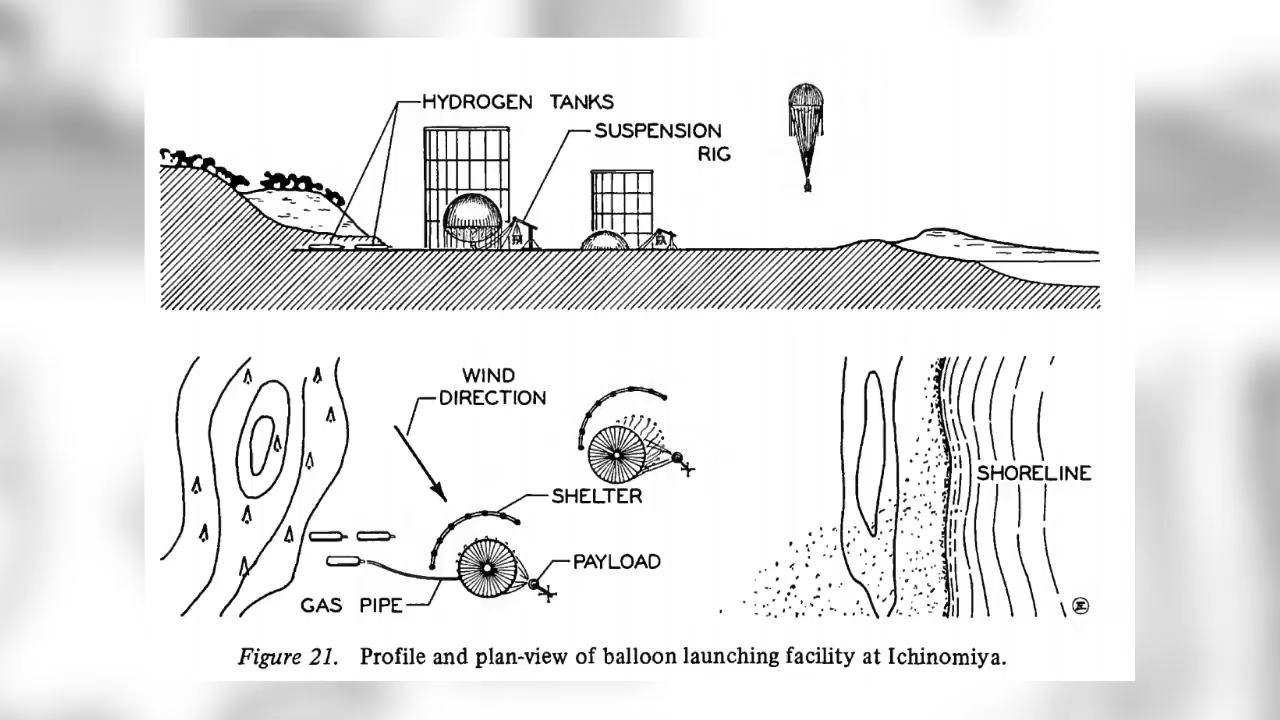 HYDROGEN TANKS
SUSPENSION
RIG
WIND
DIRECTION
SHORELINE
SHELTER
PAYLOAD
GAS PIPE
Figure 21. Profile and plan-view of balloon launching facility at Ichinomiya.